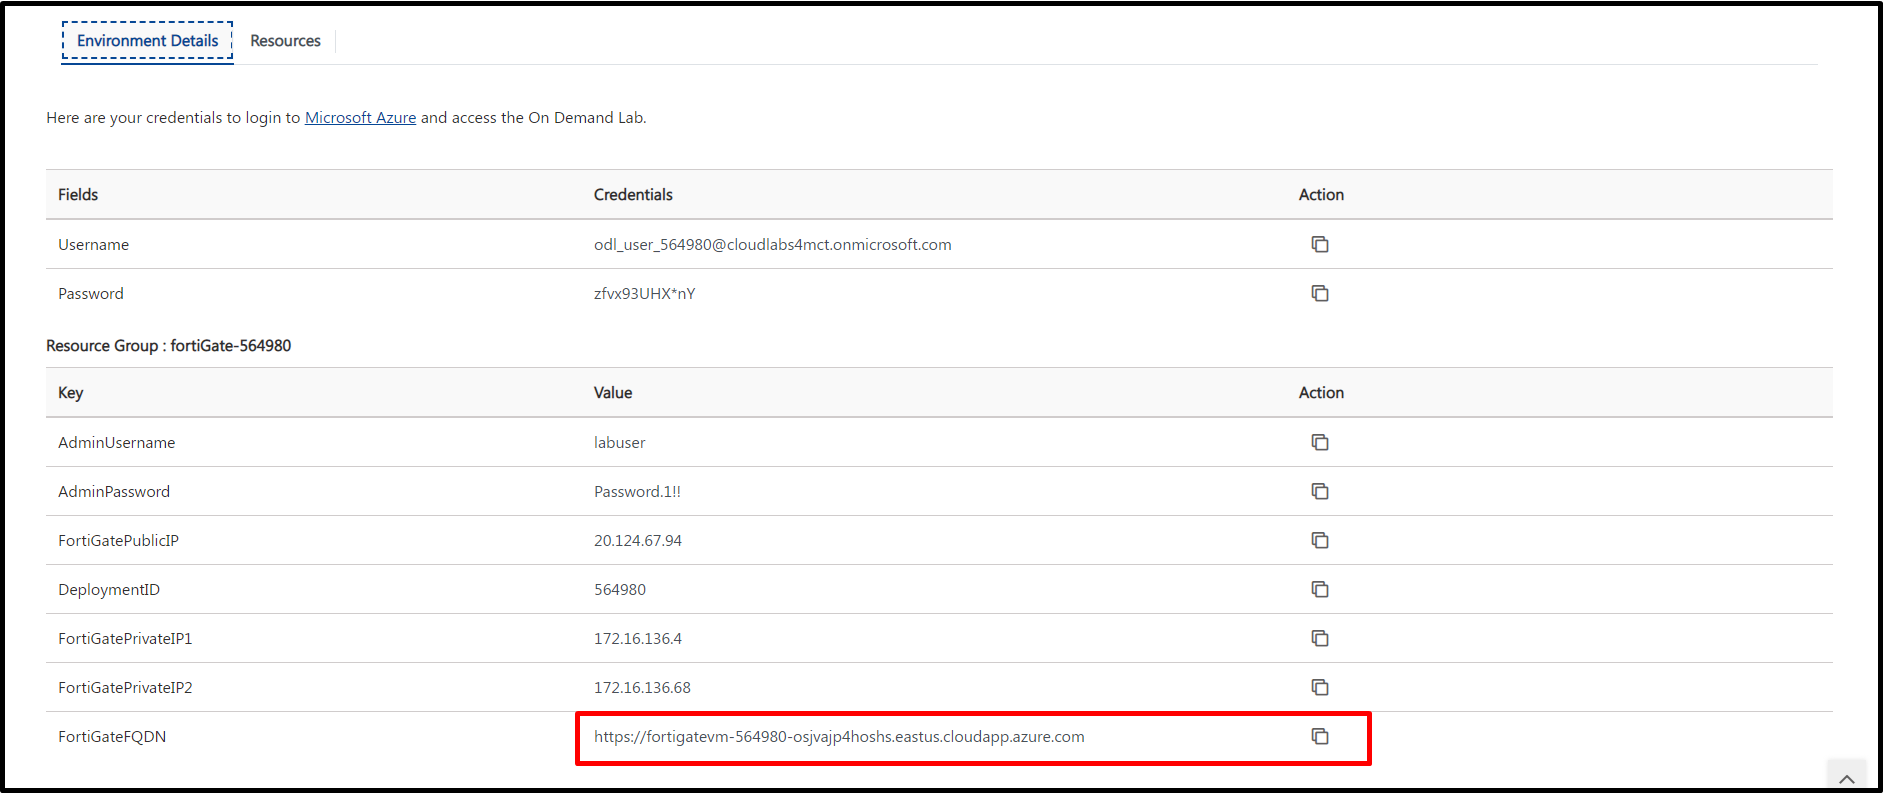 Environment Details Resources
Here are your credentials to login to Microsoft Azure and access the On Demand Lab.
Fields Credentials Action
Username odl_user_564980@cloudlabs4mct.onmicrosoft.com
Password zfvx93UHX*nY
Resource Group : fortiGate-564980
Key Value Action
AdminUsername labuser
AdminPassword Password.1!!
FortiGatePublicIP 20.124.67.94
DeploymentID 564980
FortiGatePrivateIP1 172.16.136.4
FortiGatePrivateIP2 172.16.136.68
FortiGateFQDN https://fortigatevm-564980-osjvajp4hoshs.eastus.cloudapp.azure.com